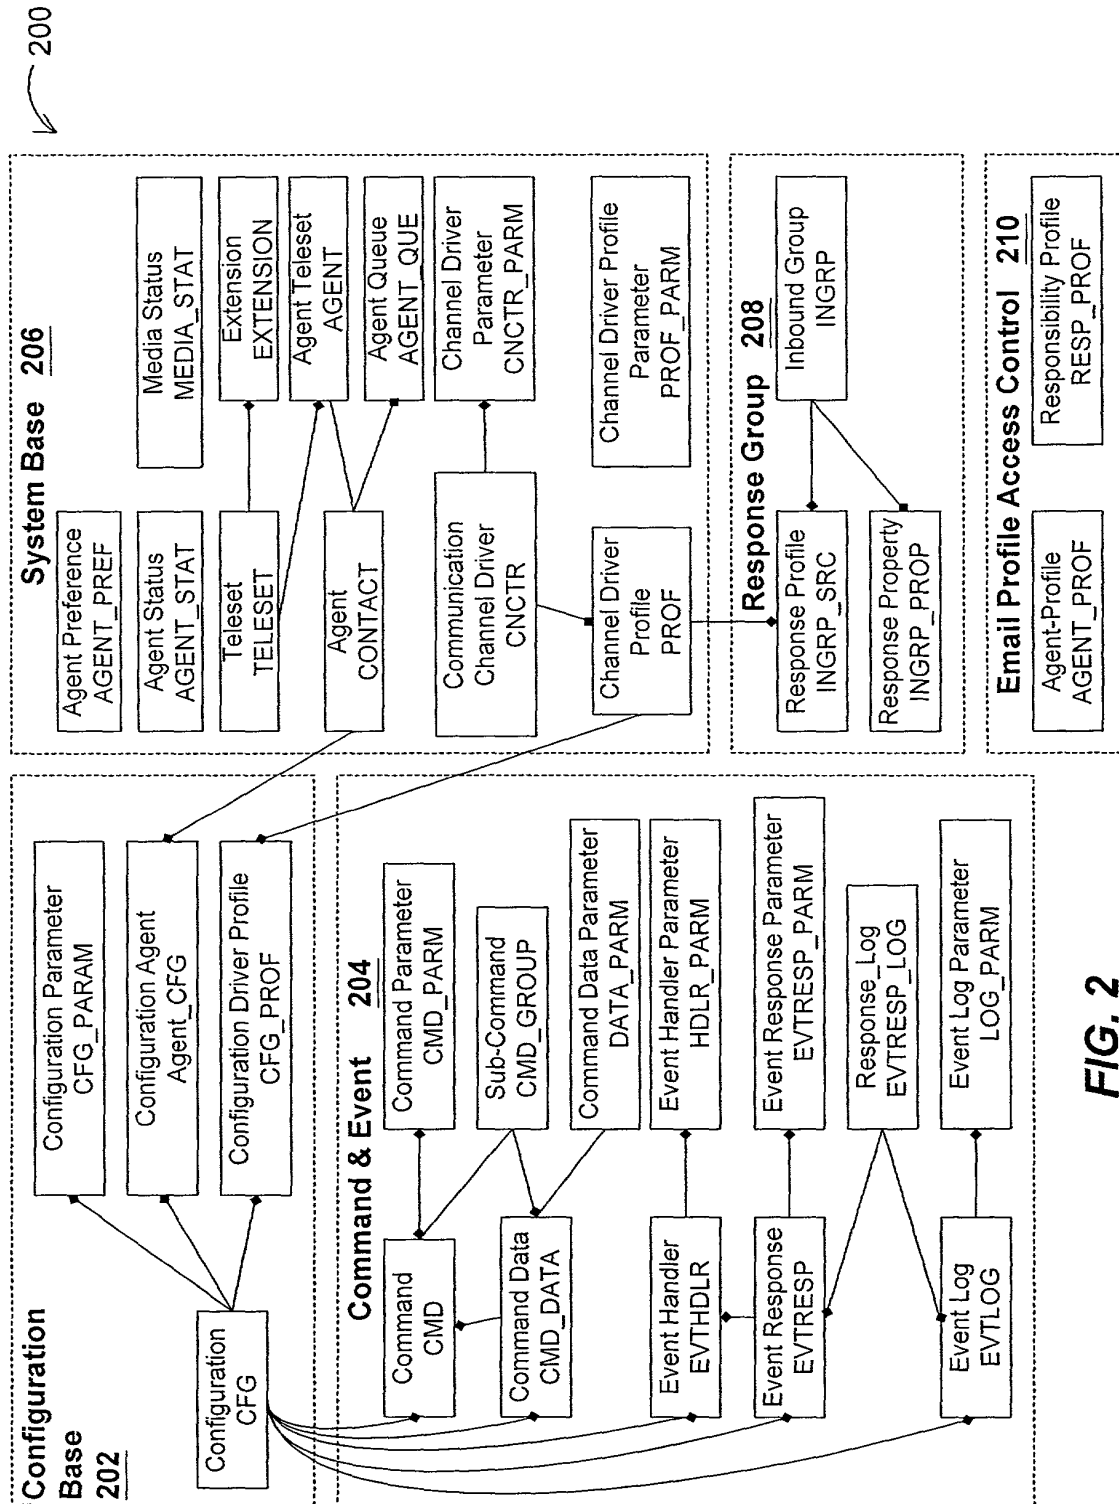 200
Configuration
Base
202
Configuration
CFG
Configuration Parameter
CFG_PARAM
Configuration Agent
Agent_CFG
Configuration Driver Profile
CFG_PROF
Command & Event 204
Command
CMD
Command Parameter
CMD_PARM
Sub-Command
CMD_GROUP
Command Data
CMD_DATA
Command Data Parameter
DATA_PARM
Event Handler
EVTHDLR
Event Handler Parameter
HDLR_PARM
Event Response
EVTRESP
Event Response Parameter
EVTRESP_PARM
Response_Log
EVTRESP_LOG
Event Log
EVTLOG
Event Log Parameter
LOG_PARM
System Base 206
Agent Preference
AGENT_PREF
Agent Status
AGENT_STAT
Media Status
MEDIA_STAT
Teleset
TELESET
Extension
EXTENSION
Agent Teleset
AGENT
Agent
CONTACT
Agent Queue
AGENT_QUE
Communication
Channel Driver
CNCTR
Channel Driver
Parameter
CNCTR_PARM
Channel Driver
Profile
PROF
Channel Driver Profile
Parameter
PROF_PARM
Response Group 208
Response Profile
INGRP_SRC
Inbound Group
INGRP
Response Property
INGRP_PROP
Email Profile Access Control 210
Agent-Profile
AGENT_PROF
Responsibility Profile
RESP_PROF
FIG. 2